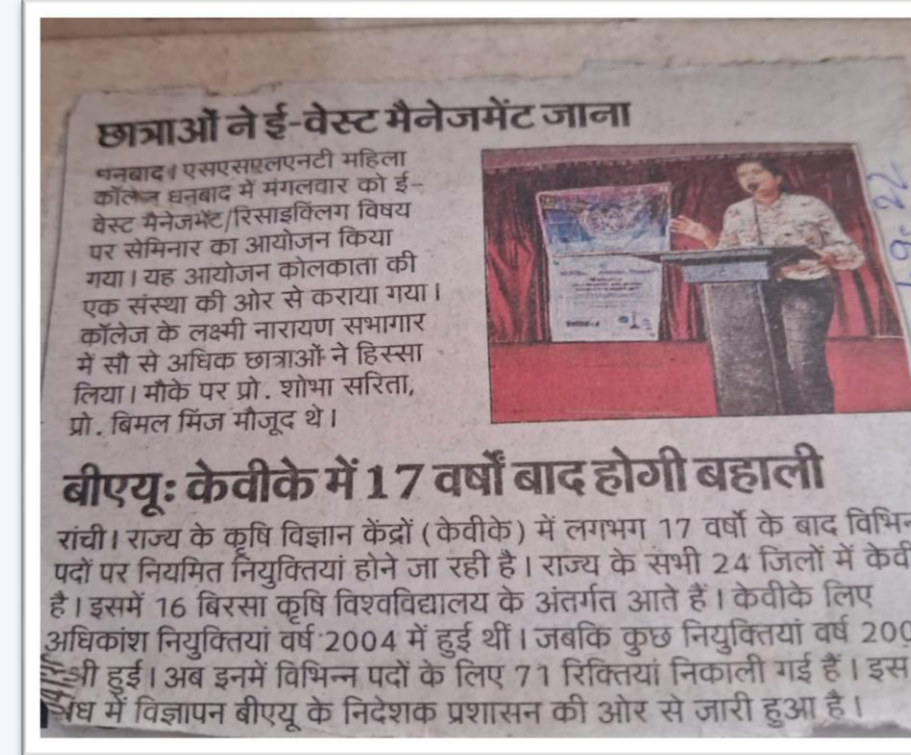 छात्राओं ने ई-वेस्ट मैनेजमेंट जाना
धनबाद। एसएसएलएनटी महिला
कॉलेज धनबाद में मंगलवार को ई-
वेस्ट मैनेजमेंट/रिसाइक्लिंग विषय
पर सेमिनार का आयोजन किया
गया। यह आयोजन कोलकाता की
एक संस्था की ओर से कराया गया।
कॉलेज के लक्ष्मी नारायण सभागार
में सौ से अधिक छात्राओं ने हिस्सा
लिया। मौके पर प्रो. शोभा सरिता,
प्रो. बिमल मिंज मौजूद थे।
बीएयू: केवीके में 17 वर्षों बाद होगी बहाली
रांची। राज्य के कृषि विज्ञान केंद्रों (केवीके) में लगभग 17 वर्षों के बाद
पदों पर नियमित नियुक्तियां होने जा रही है। राज्य के सभी 24 जिलों में
है। इसमें 16 बिरसा कृषि विश्वविद्यालय के अंतर्गत आते हैं। केवीके लिए
अधिकांश नियुक्तियां वर्ष 2004 में हुई थीं। जबकि कुछ नियुक्तियां वर्ष
भी हुई। अब इनमें विभिन्न पदों के लिए 71 रिक्तियां निकाली गई हैं। इस
में विज्ञापन बीएयू के निदेशक प्रशासन की ओर से जारी हुआ है।